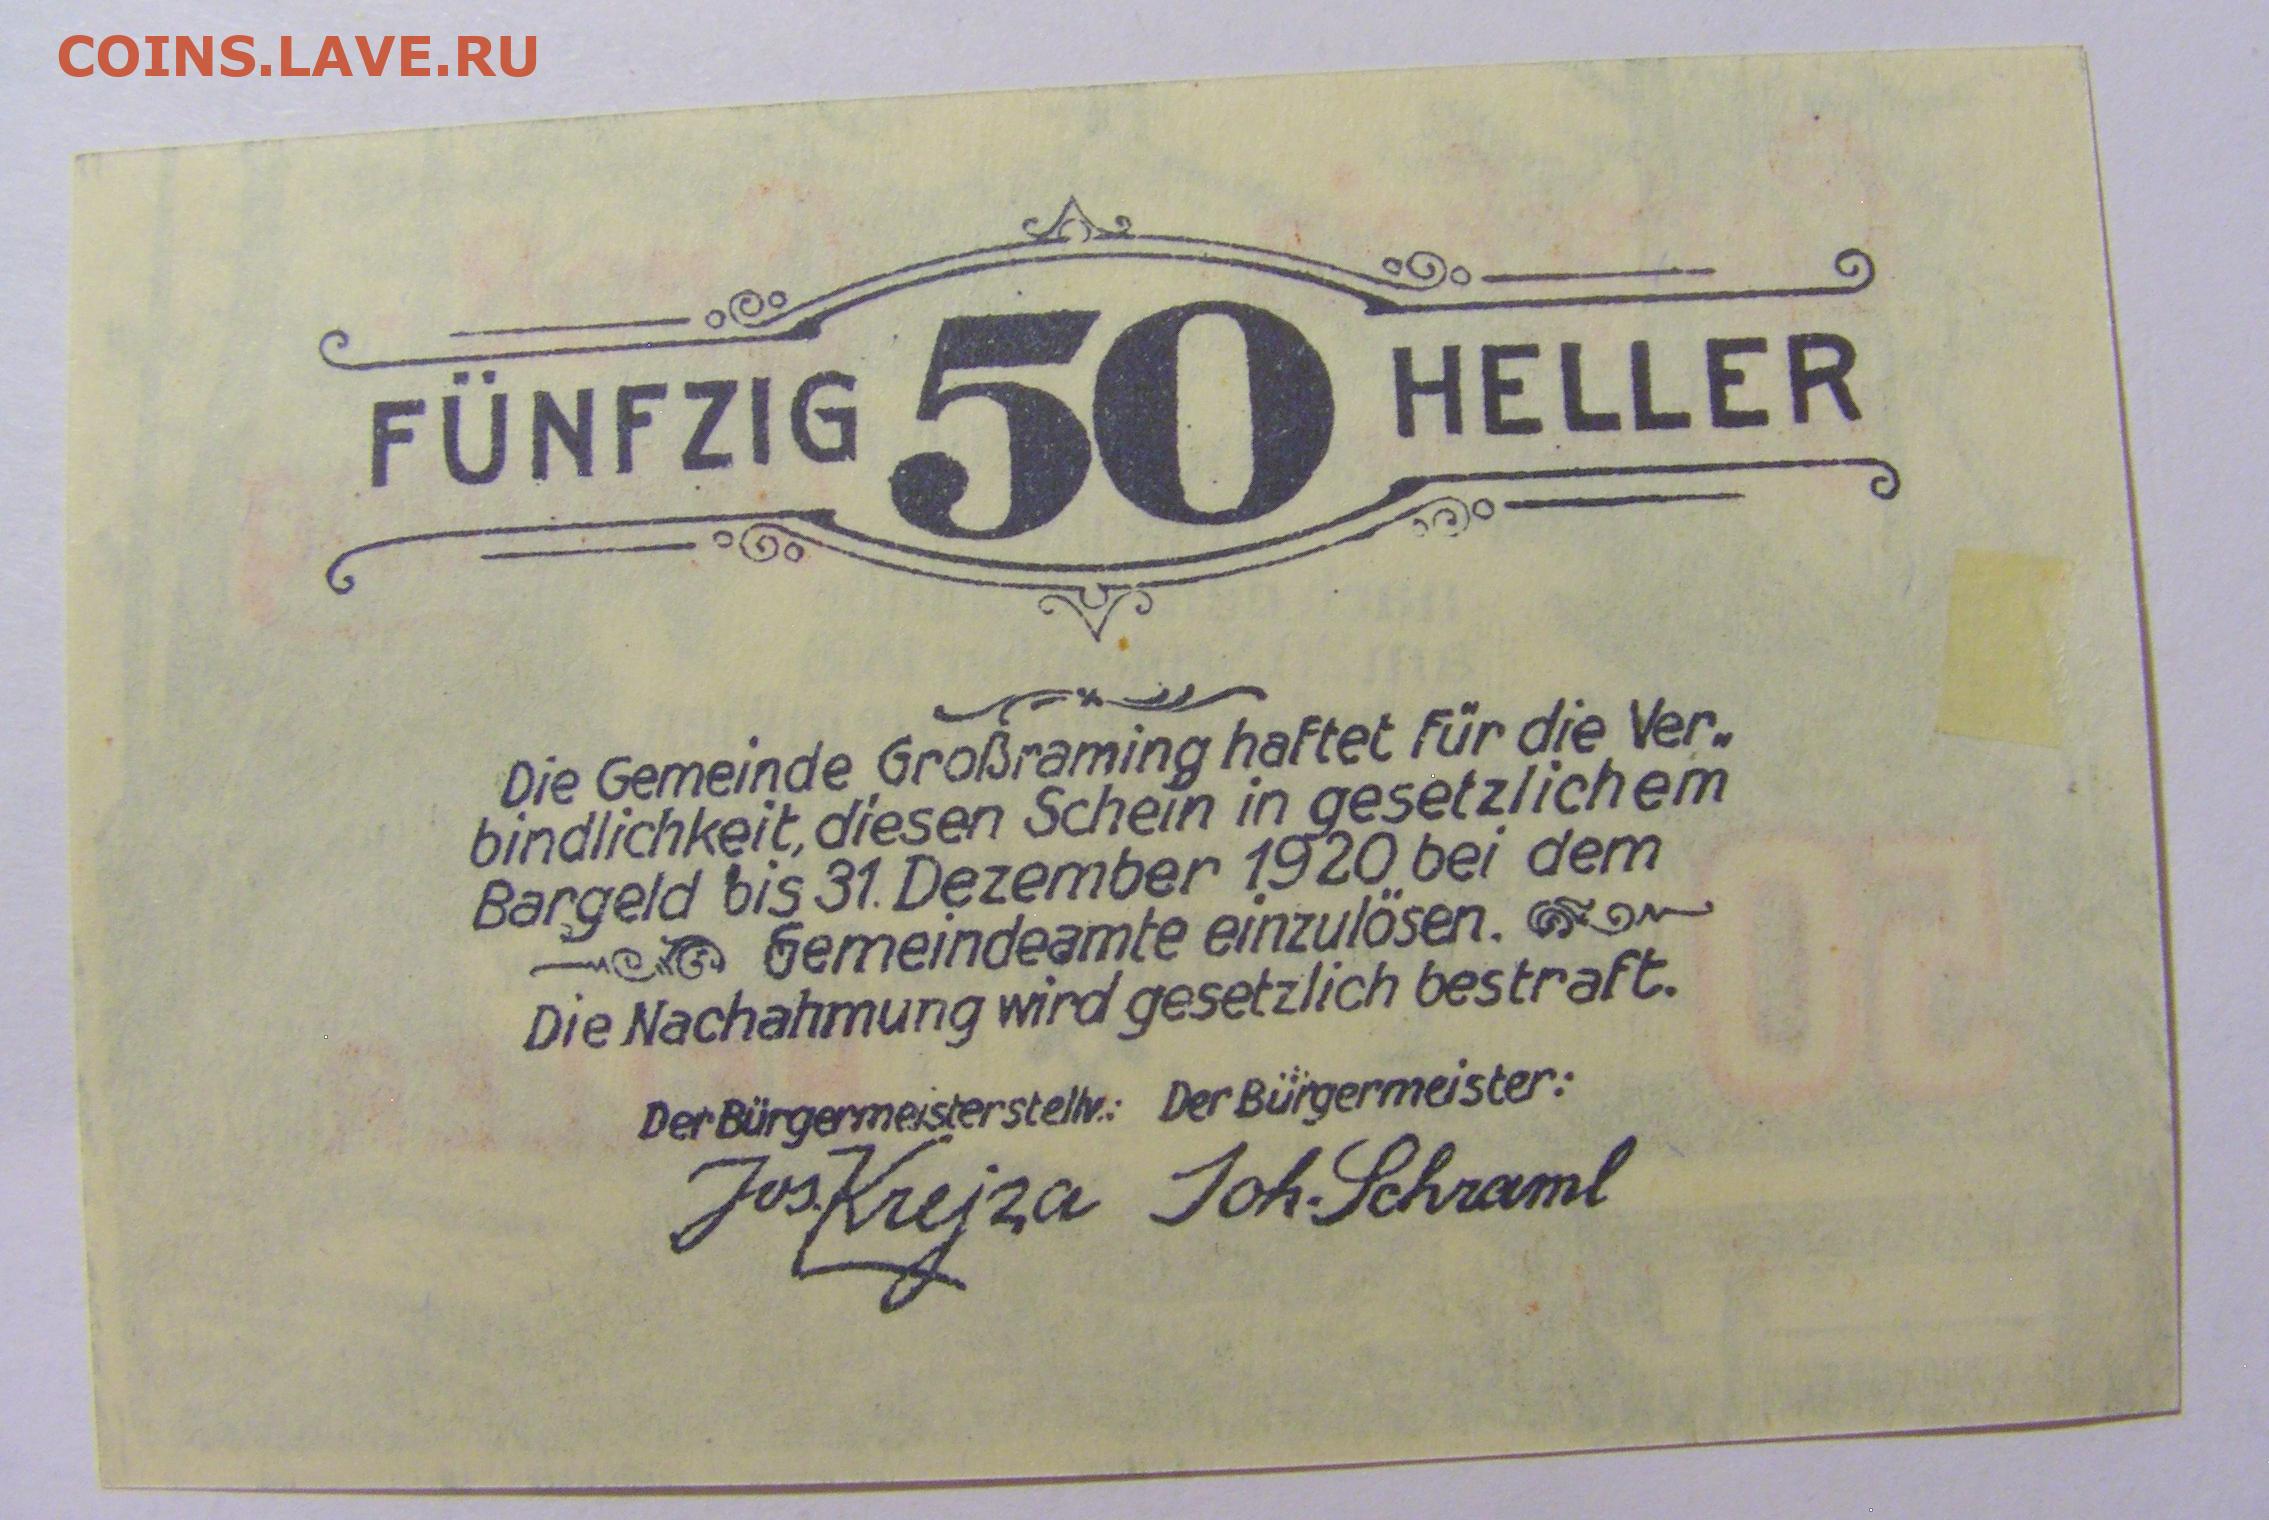 COINS.LAVE.RU
FÜNFZIG 50 HELLER
Die Gemeinde Großraming haftet für die Ver-
bindlichkeit, diesen Schein in gesetzlichem
Bargeld bis 31. Dezember 1920 bei dem
Gemeindeamte einzulösen.
Die Nachahmung wird gesetzlich bestraft.
Der Bürgermeisterstellv.: Der Bürgermeister:
Jos. Krejza Joh. Schraml